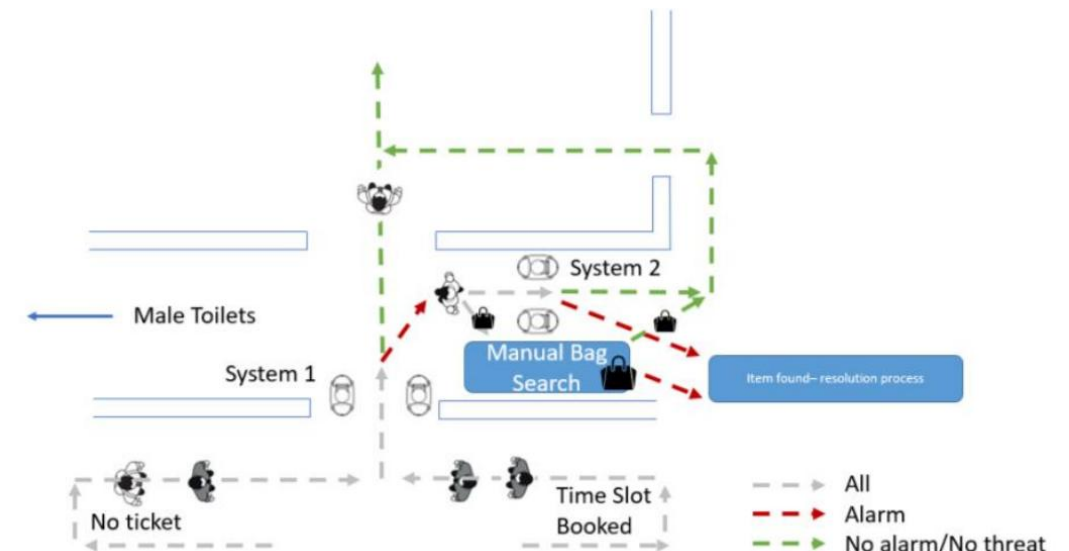 System 2
Male Toilets
Manual Bag
Search
System 1
Item found– resolution process
Time Slot
Booked
No ticket
All
Alarm
No alarm/No threat